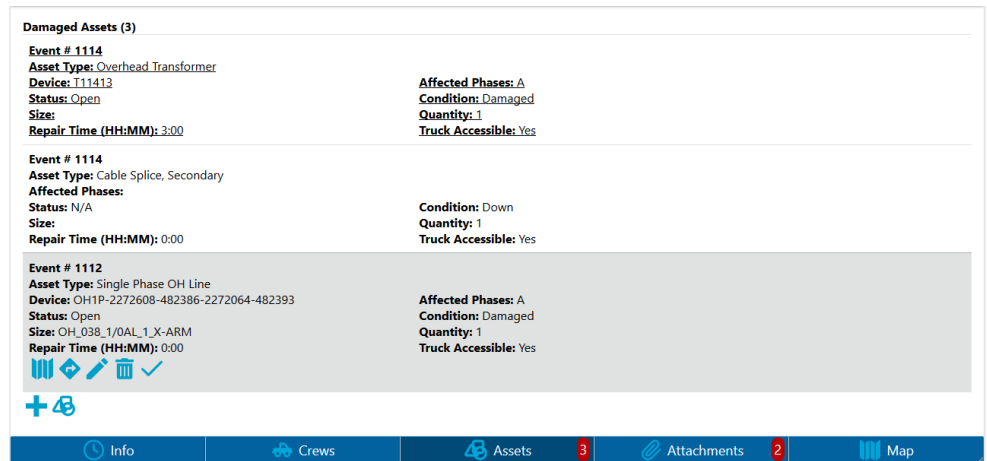 Damaged Assets (3)
Event # 1114
Asset Type: Overhead Transformer
Device: T11413 Affected Phases: A
Status: Open Condition: Damaged
Size: Quantity: 1
Repair Time (HH:MM): 3:00 Truck Accessible: Yes
Event # 1114
Asset Type: Cable Splice, Secondary
Affected Phases:
Status: N/A Condition: Down
Size: Quantity: 1
Repair Time (HH:MM): 0:00 Truck Accessible: Yes
Event # 1112
Asset Type: Single Phase OH Line
Device: OH1P-2272608-482386-2272064-482393 Affected Phases: A
Status: Open Condition: Damaged
Size: OH_038_1/0AL_1_X-ARM Quantity: 1
Repair Time (HH:MM): 0:00 Truck Accessible: Yes
Info Crews Assets 3 Attachments 2 Map